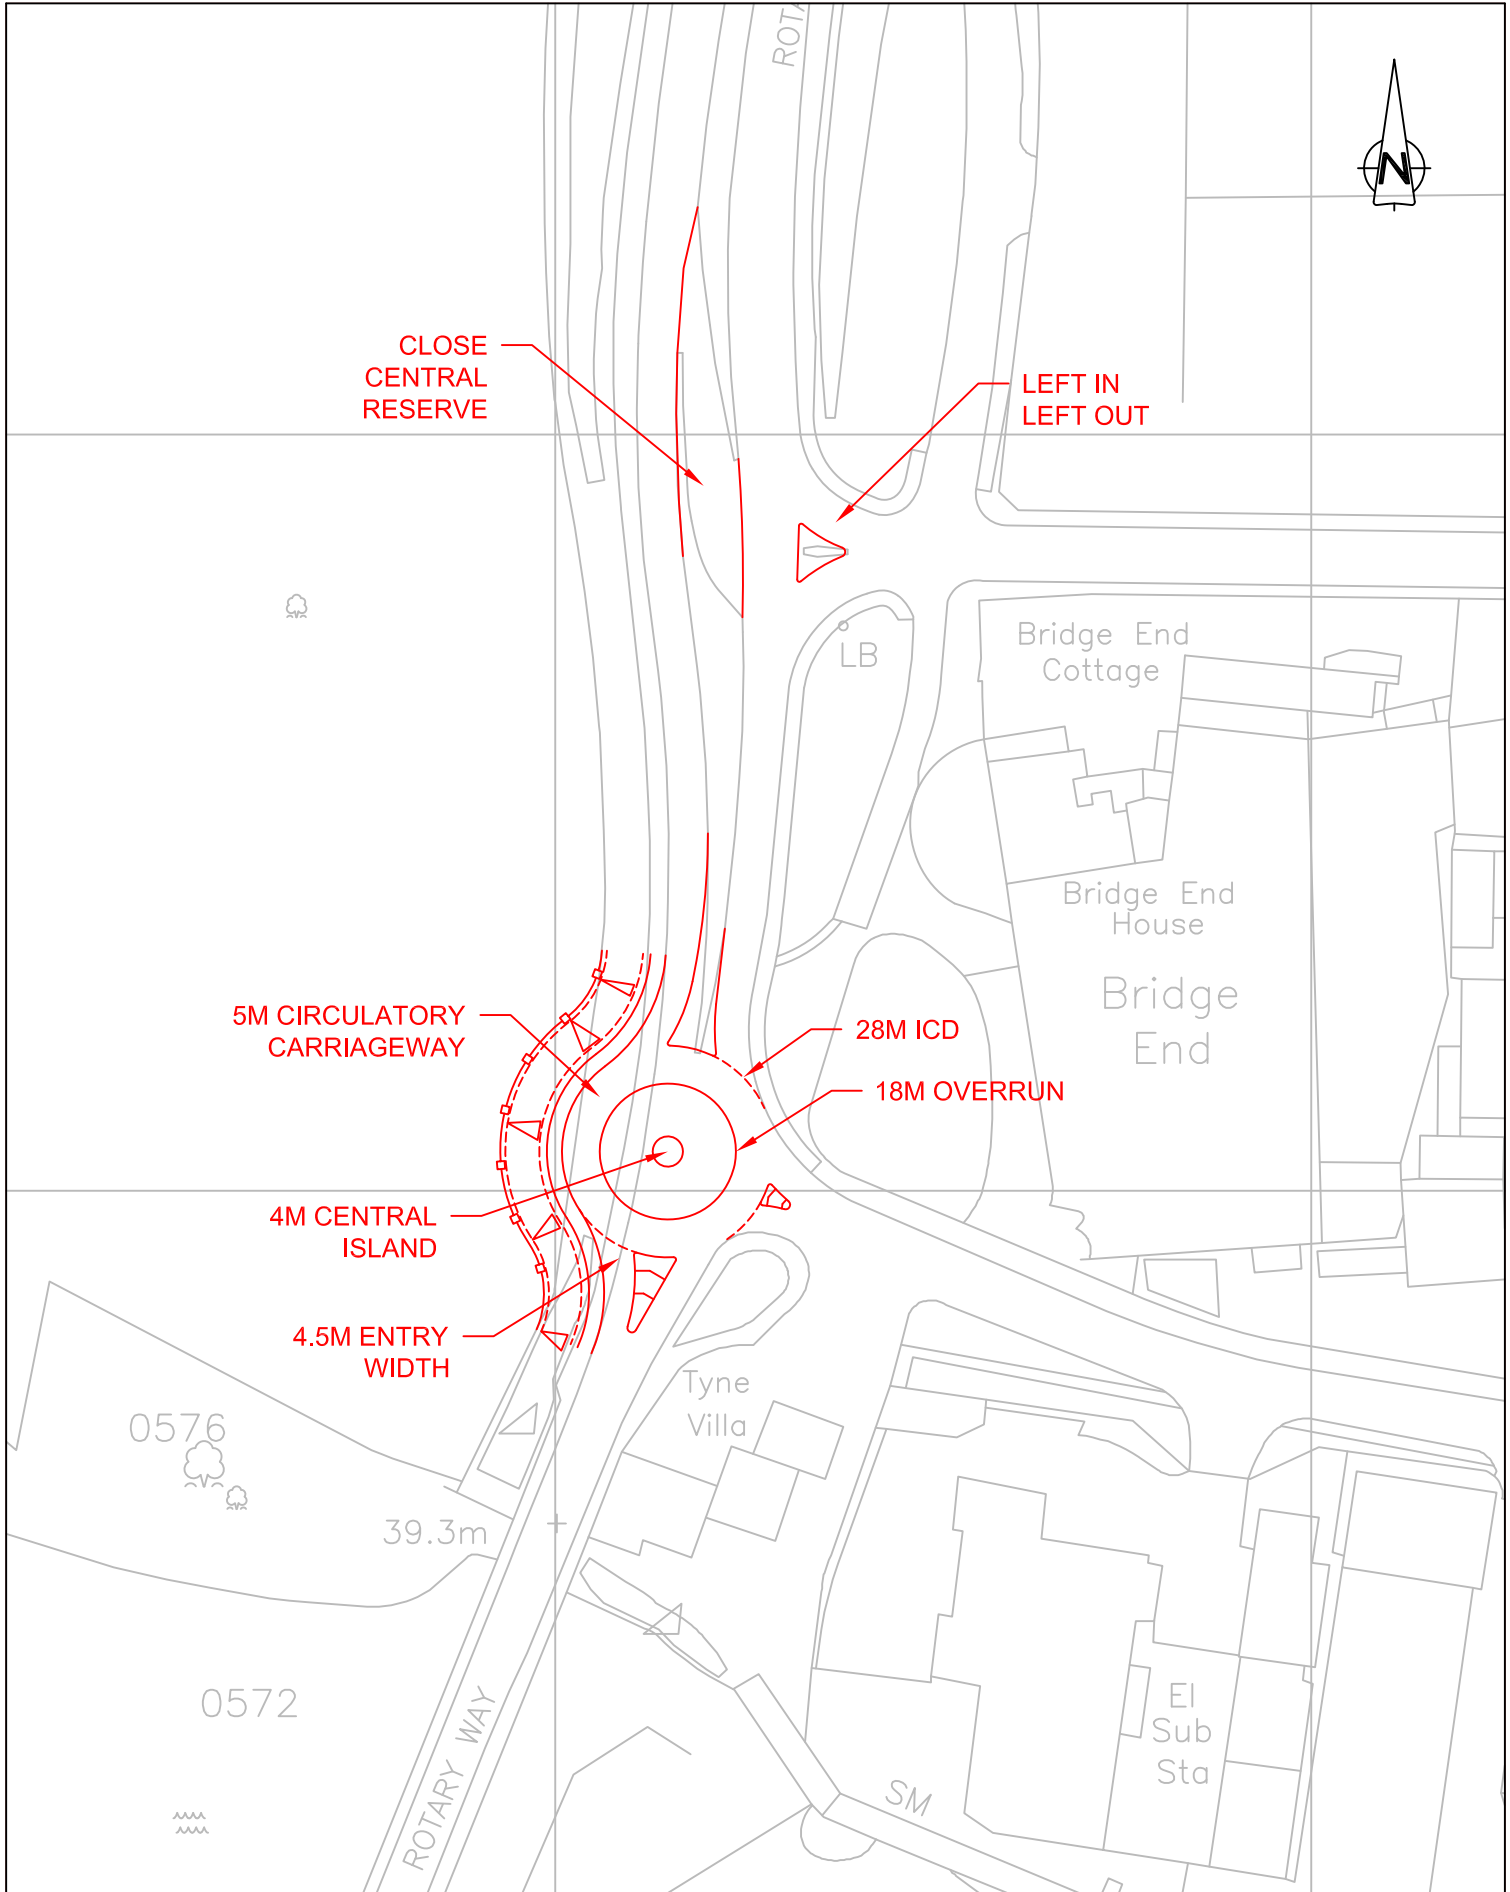 ROTA
N
CLOSE
CENTRAL
RESERVE
LEFT IN
LEFT OUT
LB
Bridge End
Cottage
Bridge End
House
Bridge
End
5M CIRCULATORY
CARRIAGEWAY
28M ICD
18M OVERRUN
4M CENTRAL
ISLAND
4.5M ENTRY
WIDTH
Tyne
Villa
0576
39.3m
0572
ROTARY WAY
SM
El
Sub
Sta